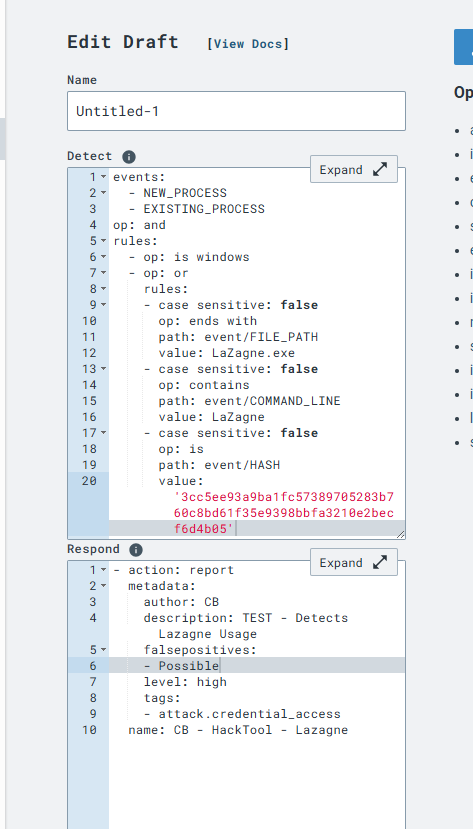 Edit Draft [View Docs]
Name
Untitled-1
Op
Detect
Expand
1 events:
2 - NEW_PROCESS
3 - EXISTING_PROCESS
4 op: and
5 rules:
6 - op: is windows
7 - op: or
8 rules:
9 - case sensitive: false
10 op: ends with
11 path: event/FILE_PATH
12 value: LaZagne.exe
13 - case sensitive: false
14 op: contains
15 path: event/COMMAND_LINE
16 value: LaZagne
17 - case sensitive: false
18 op: is
19 path: event/HASH
20 value:
'3cc5ee93a9ba1fc57389705283b7
60c8bd61f35e9398bbfa3210e2bec
f6d4b05'
Respond
Expand
1 - action: report
2 metadata:
3 author: CB
4 description: TEST - Detects
Lazagne Usage
5 falsepositives:
6 - Possible
7 level: high
8 tags:
9 - attack.credential_access
10 name: CB - HackTool - Lazagne